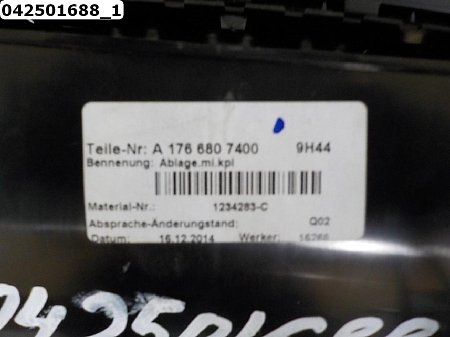 042501688_1
Teile-Nr: A 176 680 7400 9H44
Bennenung: Ablage.mi.kpl
Material-Nr.: 1234283-C
Absprache-Änderungstand: Q02
Datum: 16.12.2014 Werker: 16266